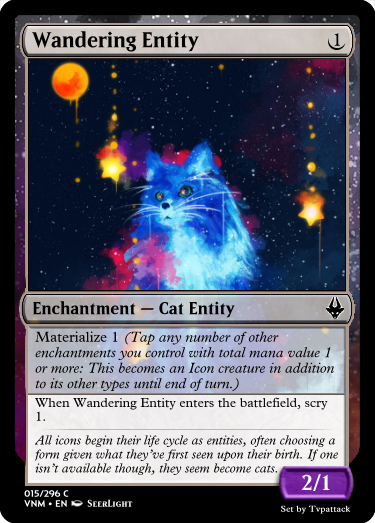 Wandering Entity 1
Enchantment — Cat Entity
Materialize 1 (Tap any number of other
enchantments you control with total mana value 1
or more: This becomes an Icon creature in addition
to its other types until end of turn.)
When Wandering Entity enters the battlefield, scry
1.
All icons begin their life cycle as entities, often choosing a
form given what they've first seen upon their birth. If one
isn't available though, they seem become cats.
2/1
015/296 C
VNM • EN SeerLight
Set by Tvpattack